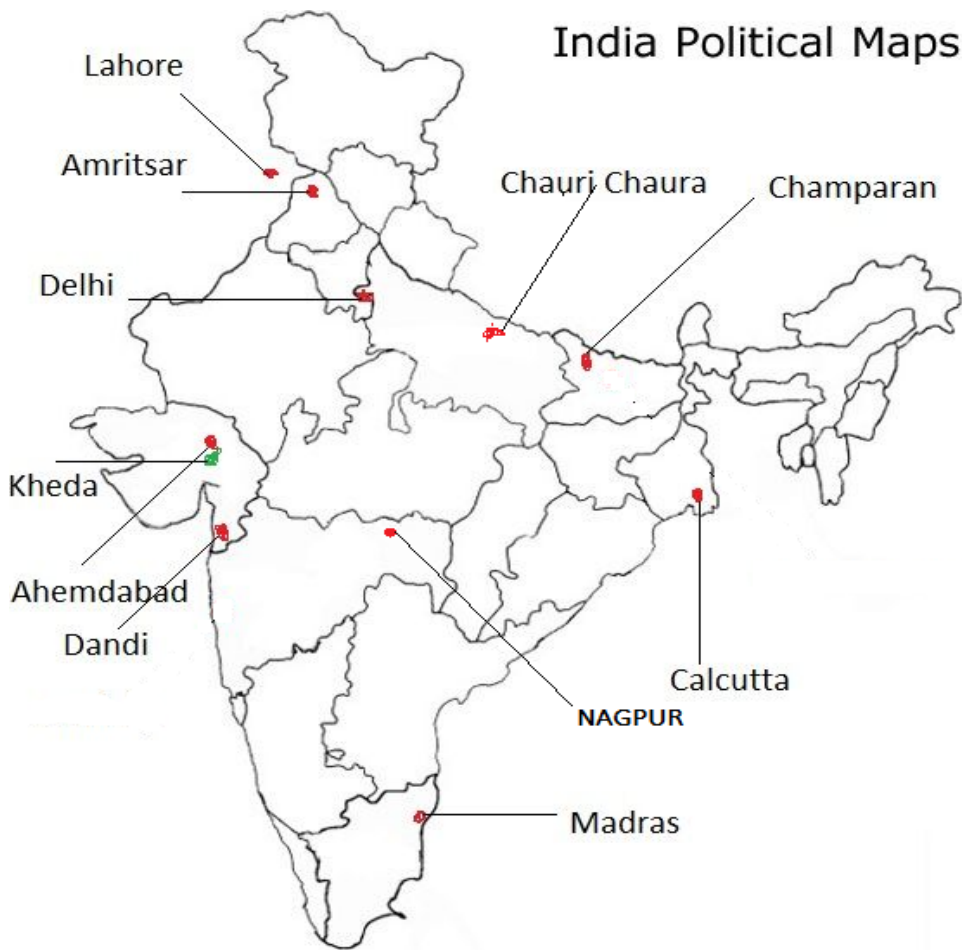 India Political Maps
Lahore
Amritsar
Chauri Chaura
Champaran
Delhi
Kheda
Ahemdabad
Dandi
Calcutta
NAGPUR
Madras